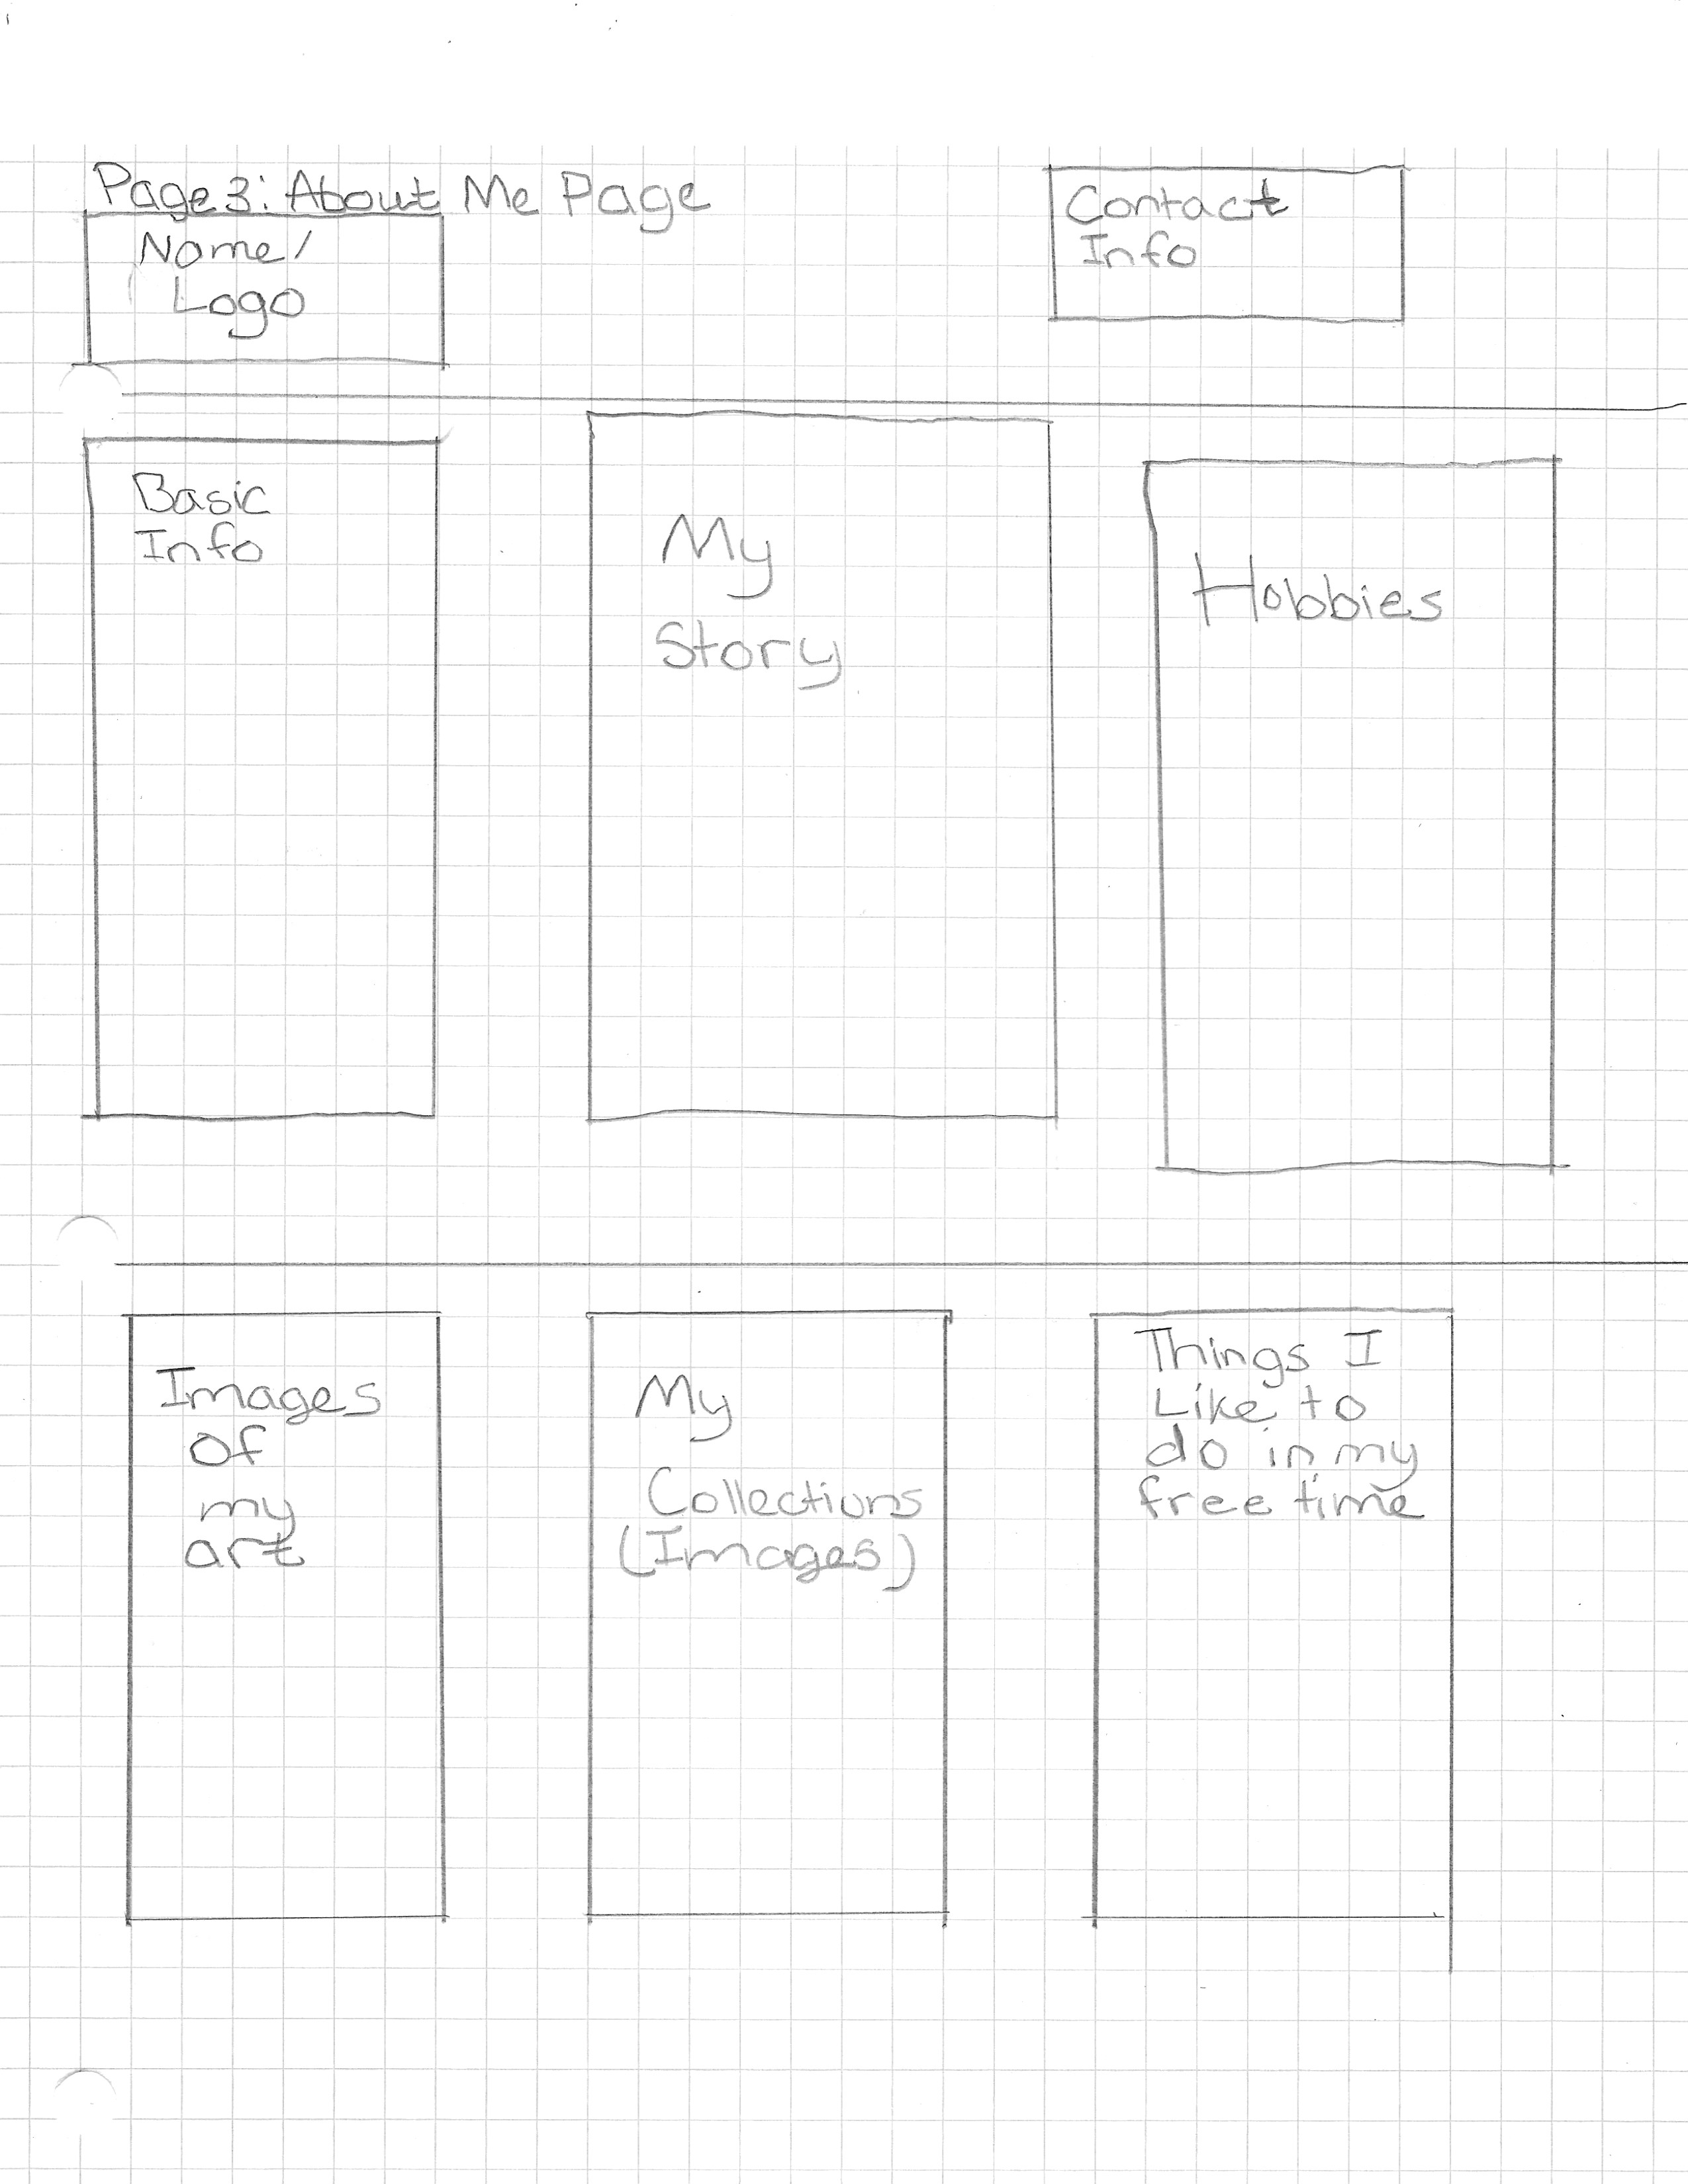 Page 3: About Me Page
Name/
Logo
Contact
Info
Basic
Info
My
Story
Hobbies
Images
of
my
art
My
Collections
(Images)
Things I
Like to
do in my
free time